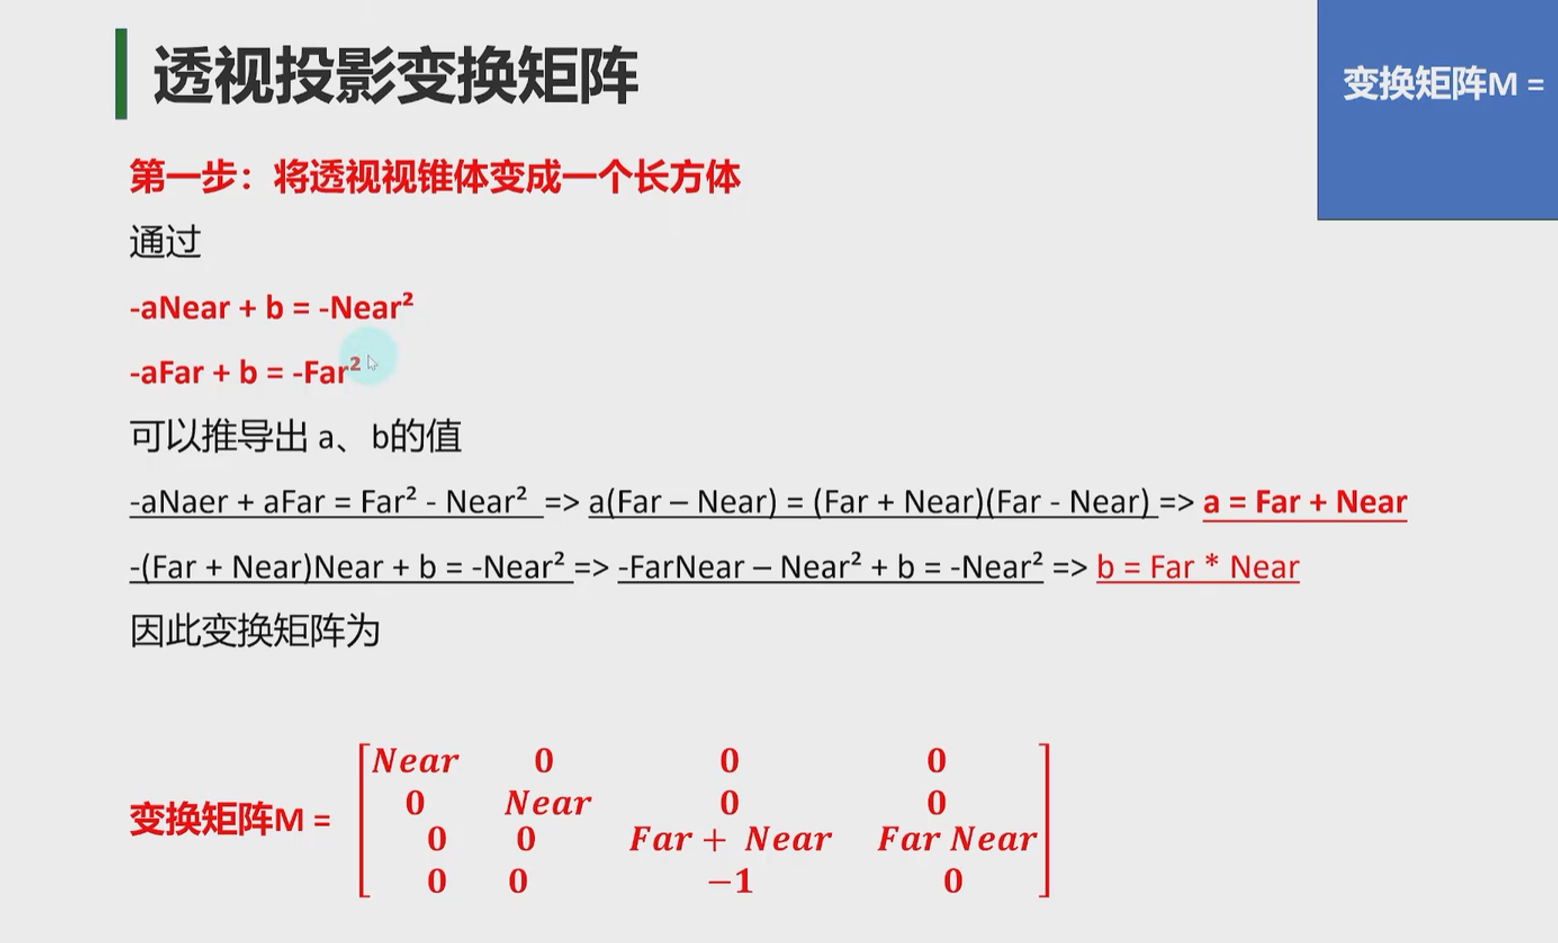 透视投影变换矩阵
变换矩阵M =
第一步：将透视视锥体变成一个长方体
通过
-aNear + b = -Near²
-aFar + b = -Far²
可以推导出 a、b的值
-aNaer + aFar = Far² - Near² => a(Far – Near) = (Far + Near)(Far - Near) => a = Far + Near
-(Far + Near)Near + b = -Near² => -FarNear – Near² + b = -Near² => b = Far * Near
因此变换矩阵为
Near 0 0 0
0 Near 0 0
变换矩阵M =
0 0 Far + Near Far Near
0 0 −1 0